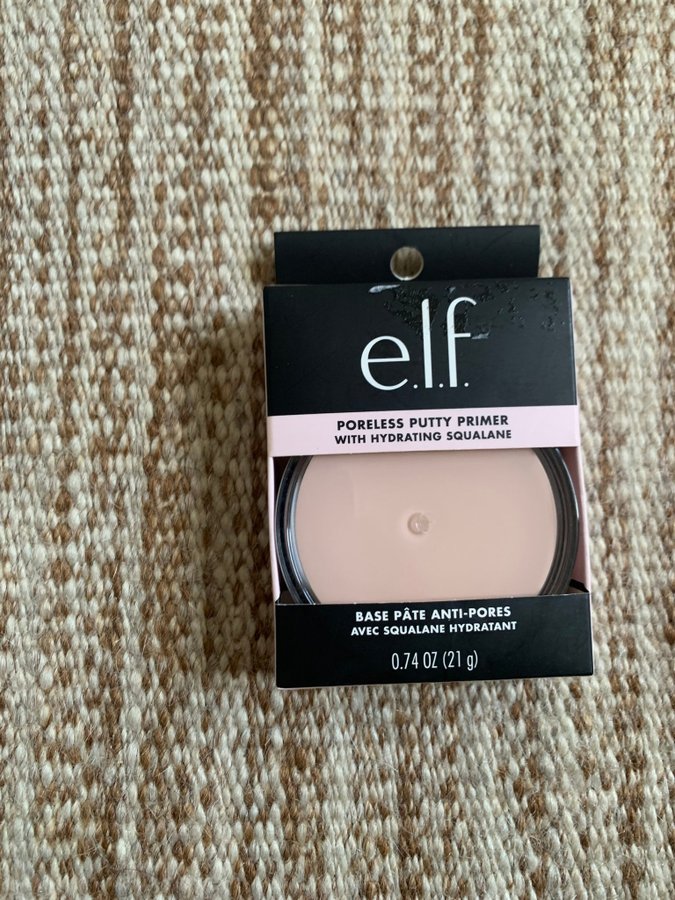 e.l.f.
PORELESS PUTTY PRIMER
WITH HYDRATING SQUALANE
BASE PÂTE ANTI-PORES
AVEC SQUALANE HYDRATANT
0.74 OZ (21 g)